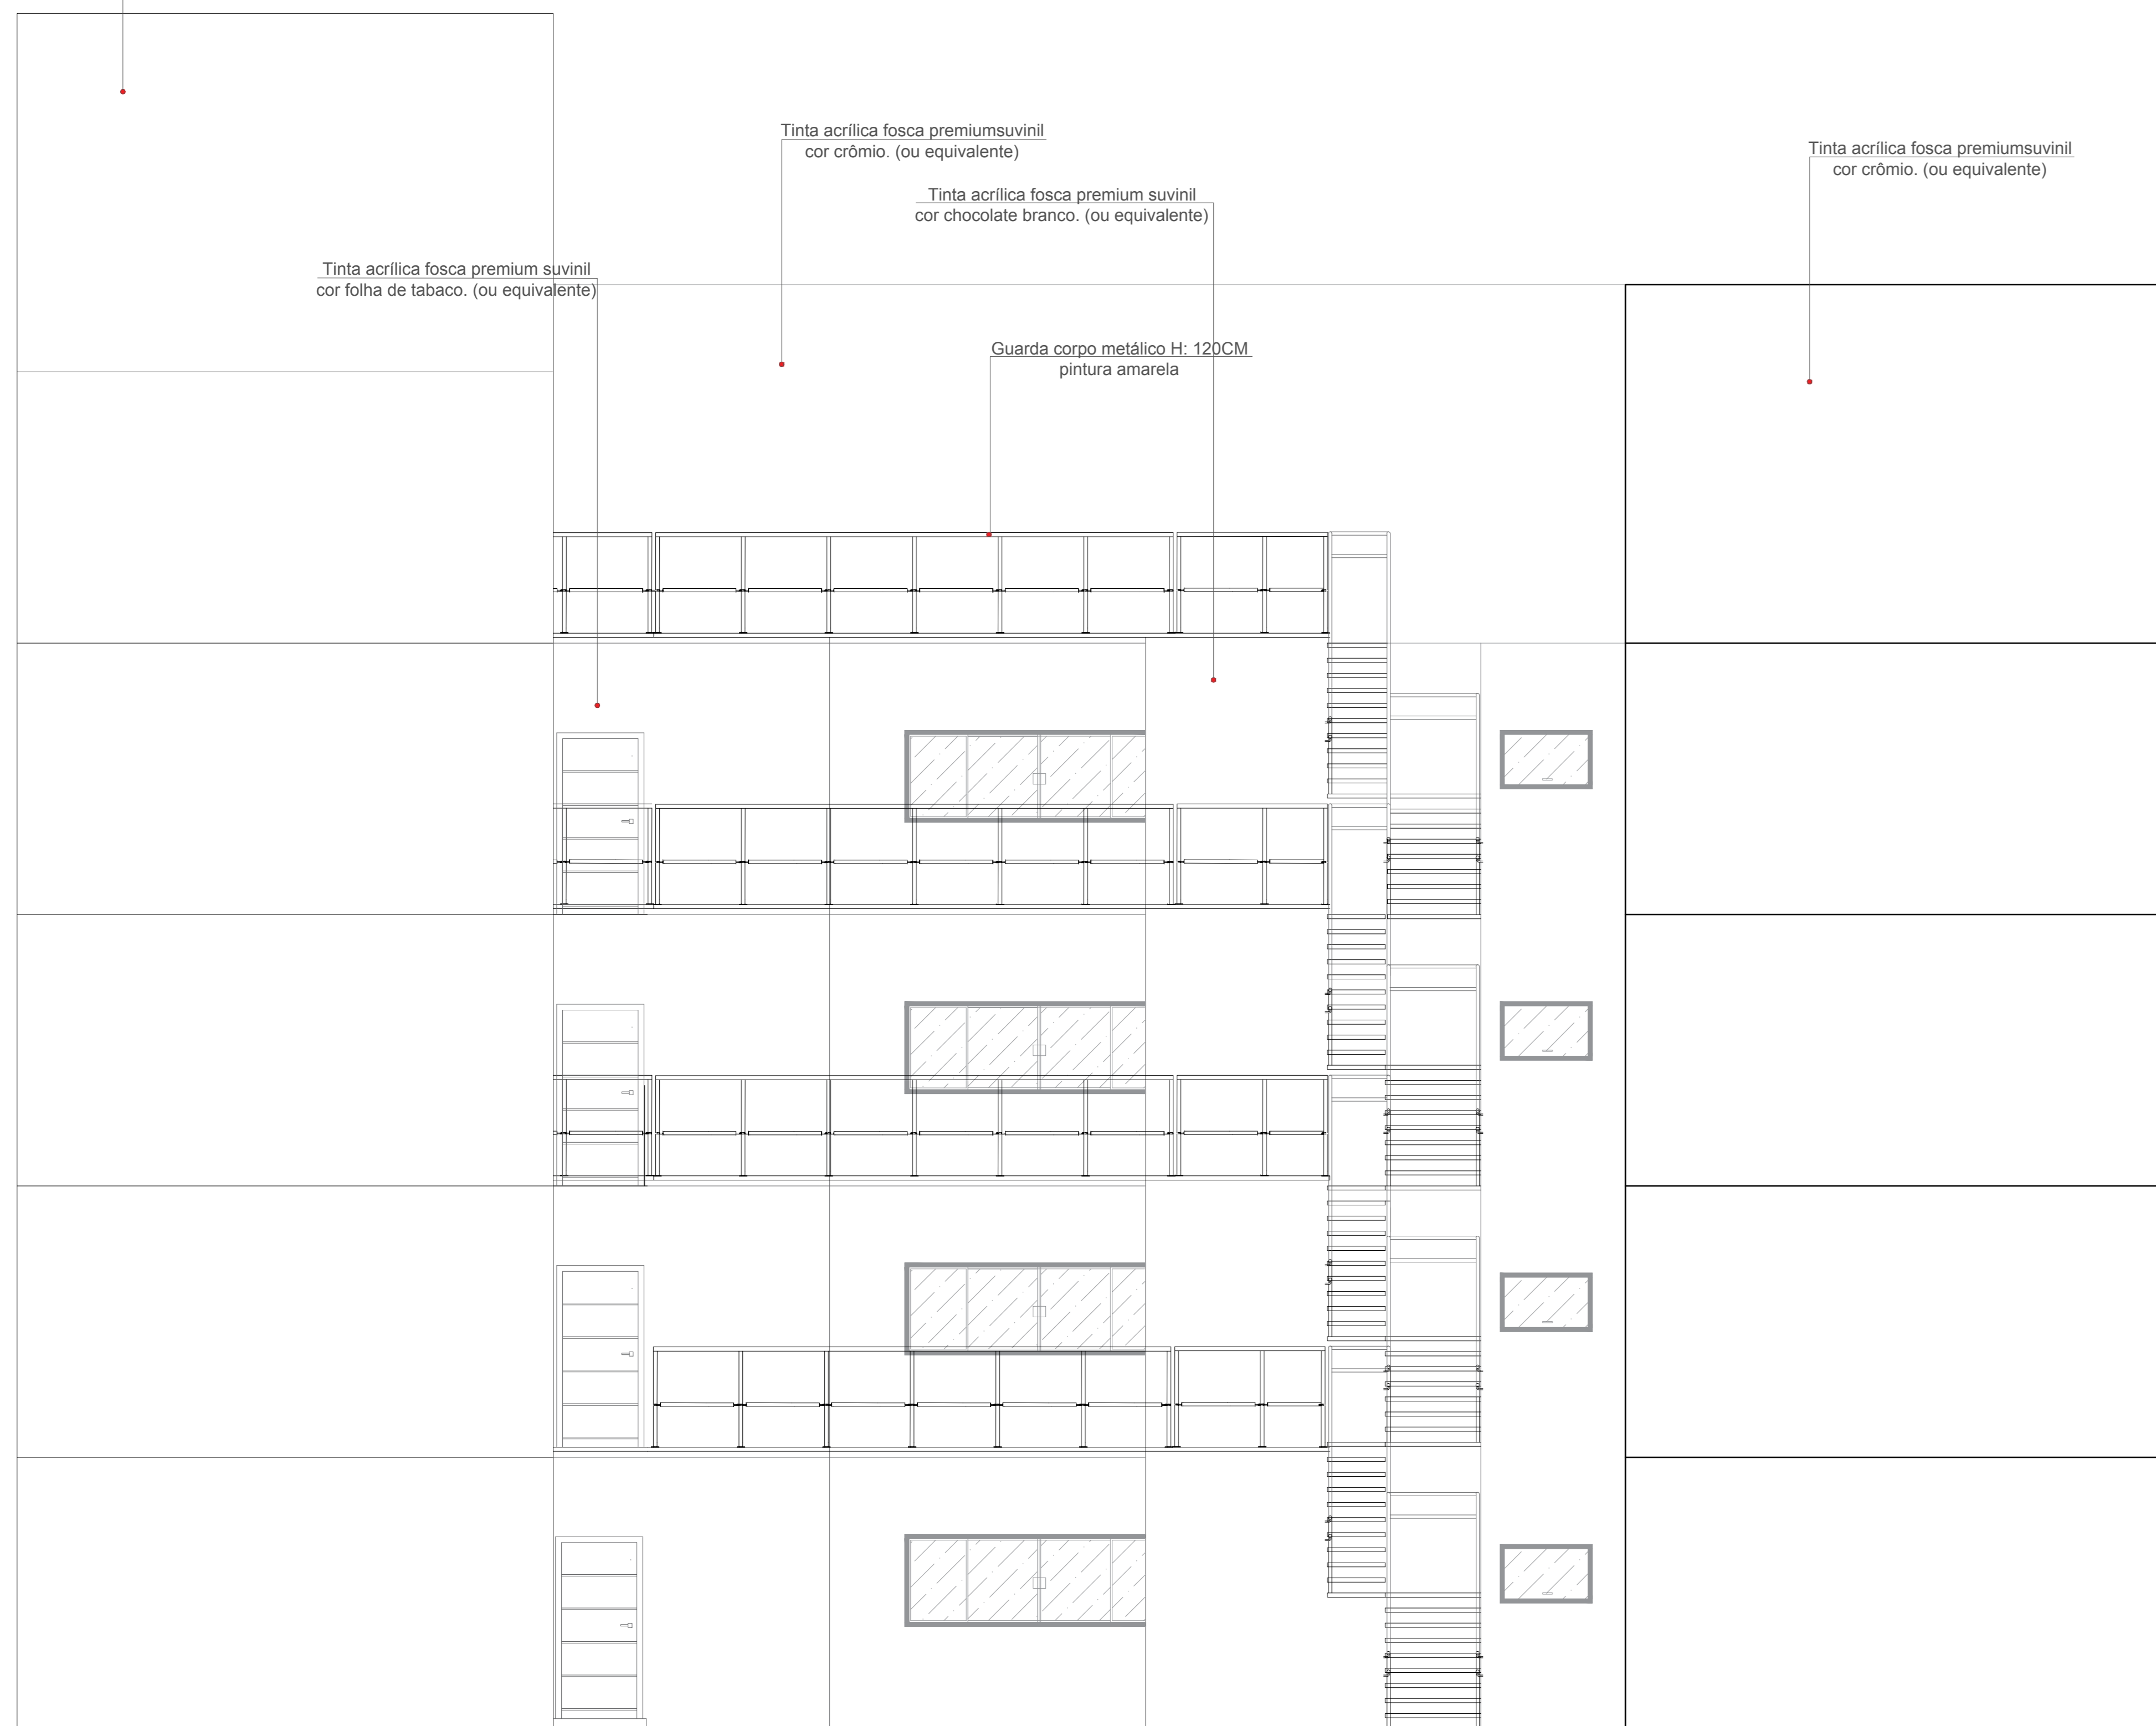 Tinta acrílica fosca premiumsuvinil
cor crômio. (ou equivalente)
Tinta acrílica fosca premiumsuvinil
cor crômio. (ou equivalente)
Tinta acrílica fosca premium suvinil
cor chocolate branco. (ou equivalente)
Tinta acrílica fosca premium suvinil
cor folha de tabaco. (ou equivalente)
Guarda corpo metálico H: 120CM
pintura amarela